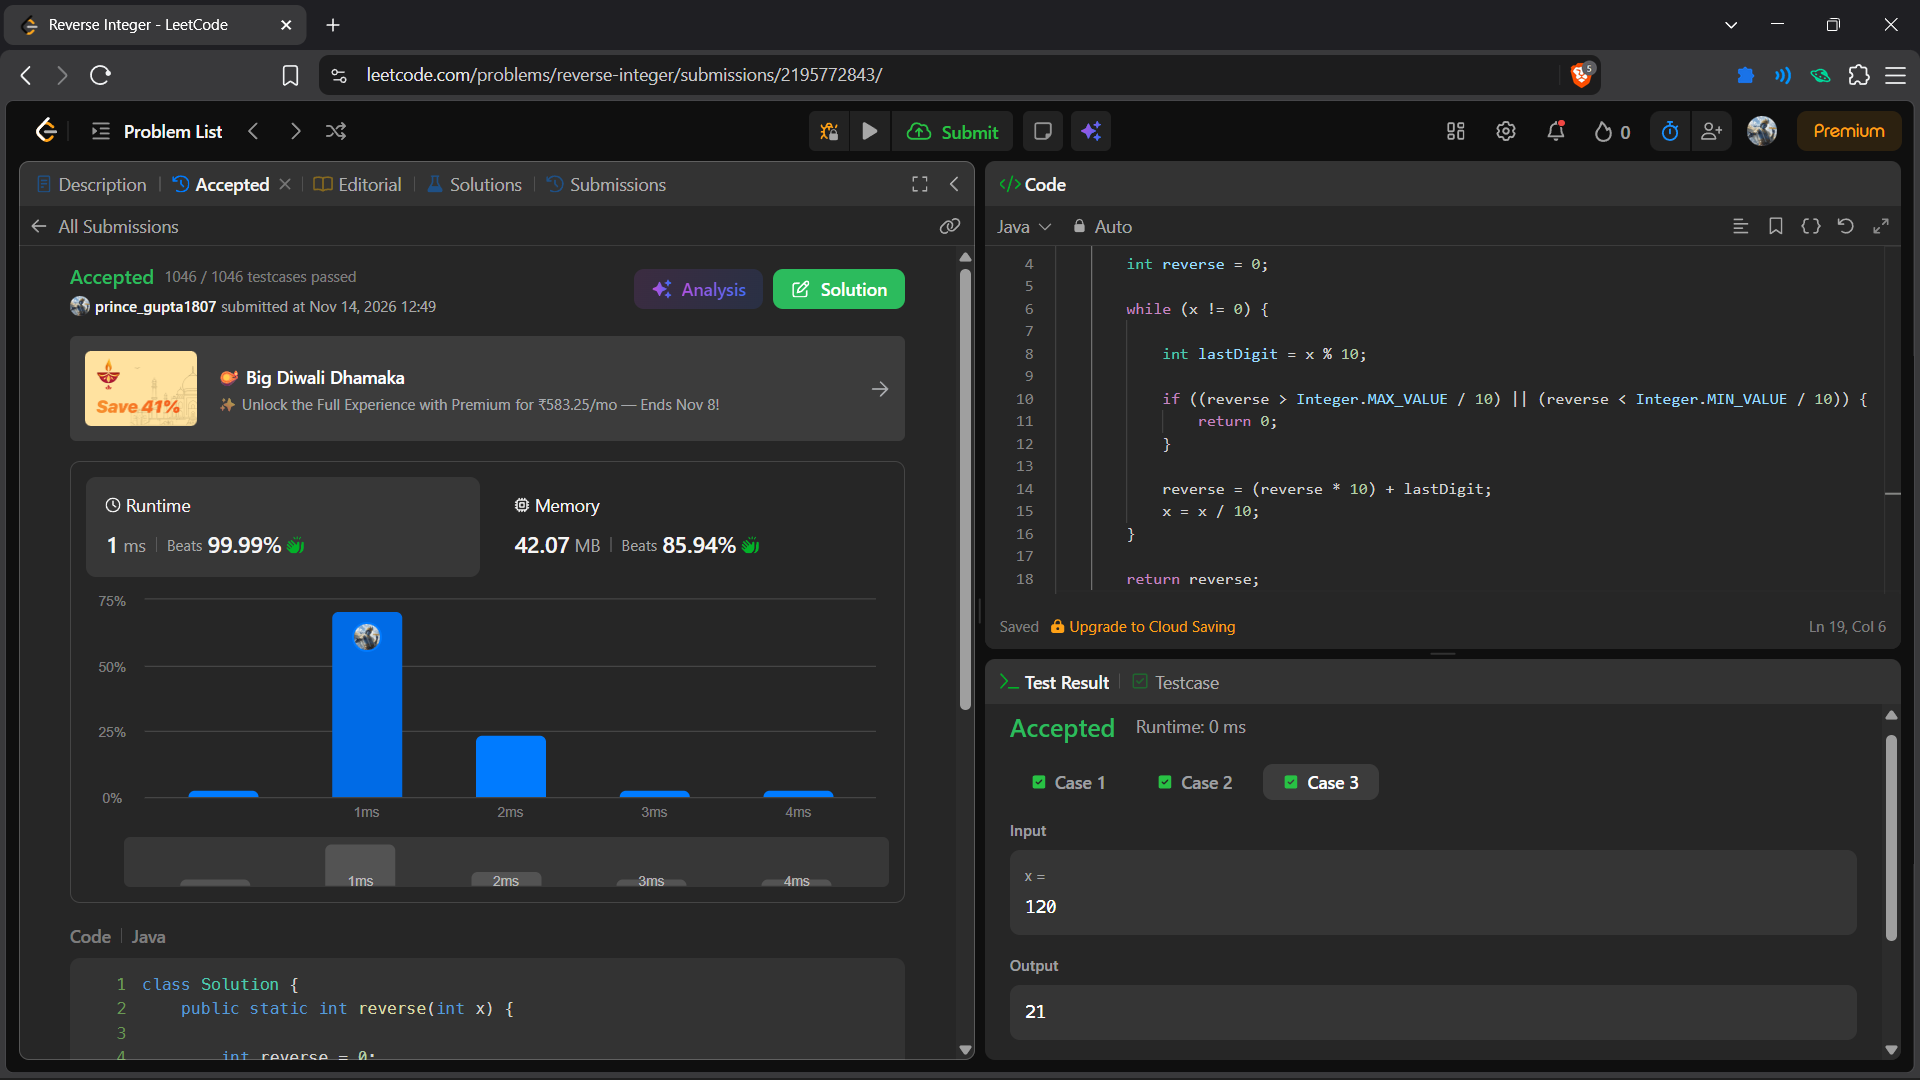 Reverse Integer - LeetCode
leetcode.com/problems/reverse-integer/submissions/2195772843/
5
Problem List
Submit
0
Premium
Description
Accepted
Editorial
Solutions
Submissions
All Submissions
Accepted 1046 / 1046 testcases passed
prince_gupta1807 submitted at Nov 14, 2026 12:49
Analysis
Solution
Save 41%
Big Diwali Dhamaka
Unlock the Full Experience with Premium for ₹583.25/mo — Ends Nov 8!
Runtime
1 ms Beats 99.99%
Memory
42.07 MB Beats 85.94%
75%
50%
25%
0%
1ms 2ms 3ms 4ms
1ms 2ms 3ms 4ms
Code Java
1 class Solution {
2 public static int reverse(int x) {
3
4 int reverse = 0;
Code
Java Auto
4 int reverse = 0;
5
6 while (x != 0) {
7
8 int lastDigit = x % 10;
9
10 if ((reverse > Integer.MAX_VALUE / 10) || (reverse < Integer.MIN_VALUE / 10)) {
11 return 0;
12 }
13
14 reverse = (reverse * 10) + lastDigit;
15 x = x / 10;
16 }
17
18 return reverse;
Saved Upgrade to Cloud Saving Ln 19, Col 6
Test Result
Testcase
Accepted Runtime: 0 ms
Case 1 Case 2 Case 3
Input
x =
120
Output
21